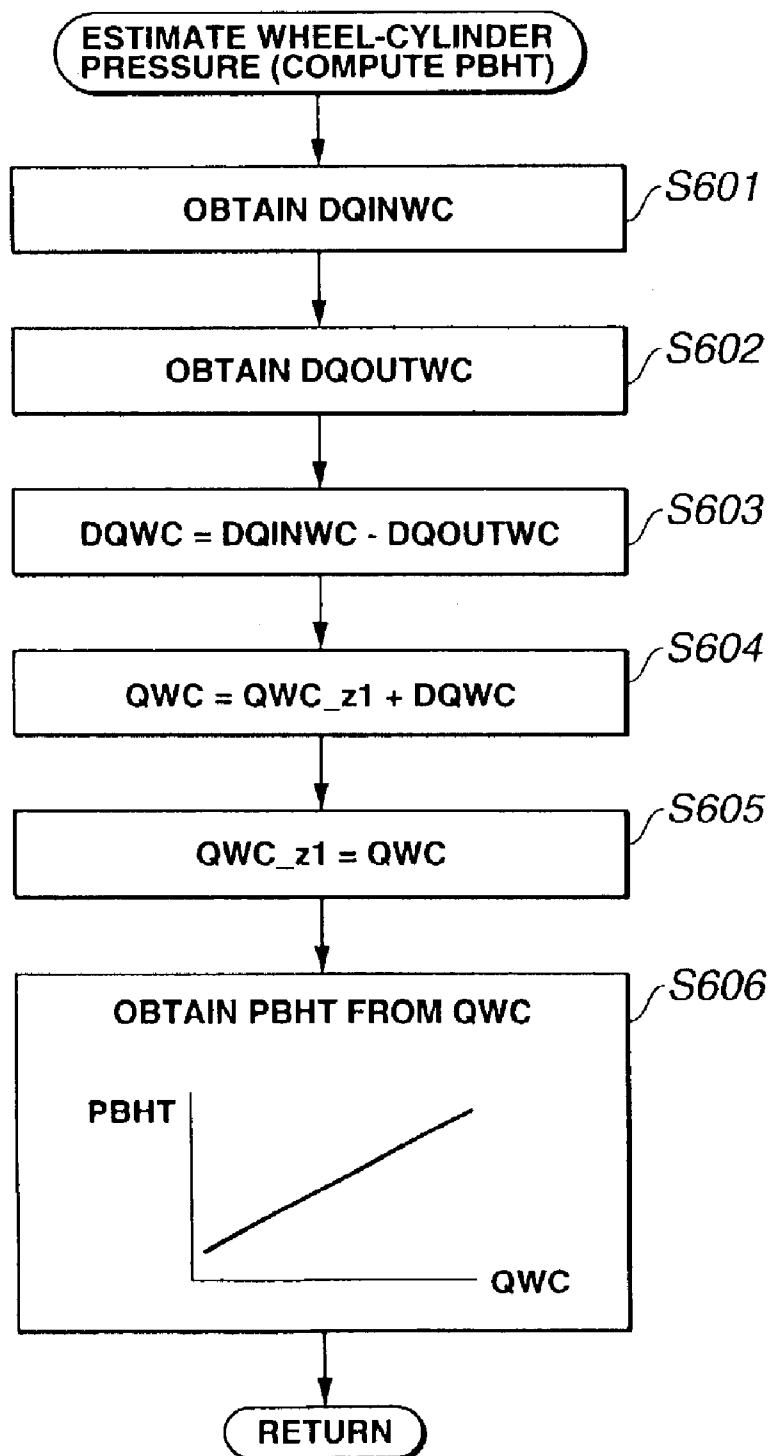 ESTIMATE WHEEL-CYLINDER
PRESSURE (COMPUTE PBHT)
OBTAIN DQINWC
S601
OBTAIN DQOUTWC
S602
DQWC = DQINWC - DQOUTWC
S603
QWC = QWC_z1 + DQWC
S604
QWC_z1 = QWC
S605
OBTAIN PBHT FROM QWC
S606
PBHT
QWC
RETURN